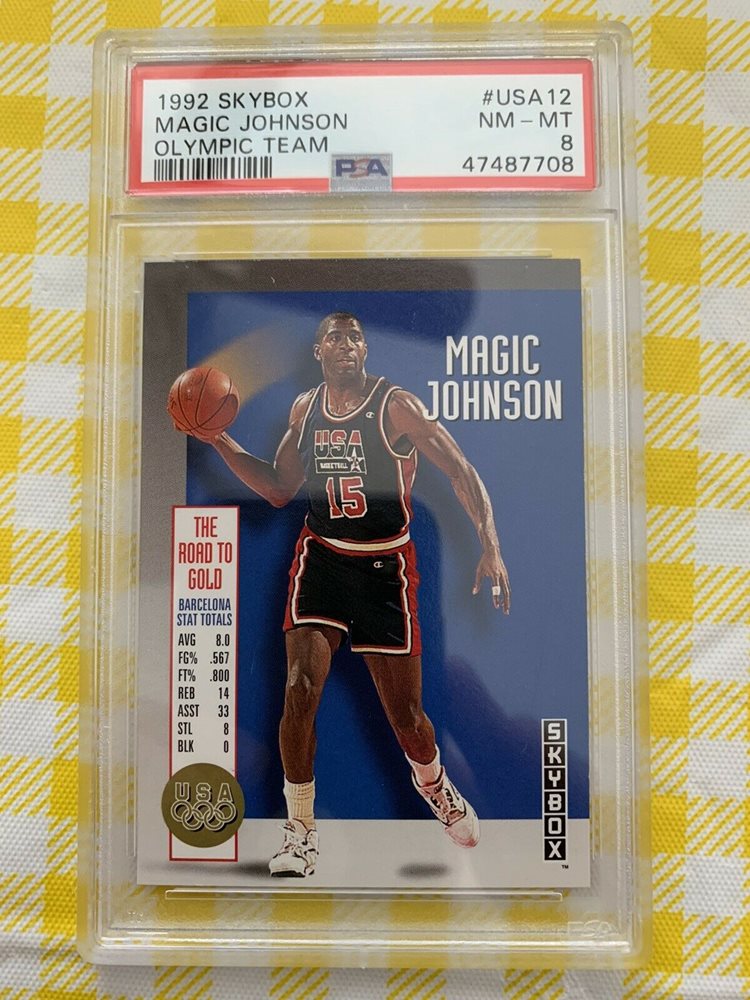 1992 SKYBOX #USA12
MAGIC JOHNSON NM - MT
OLYMPIC TEAM 8
PSA 47487708
MAGIC
JOHNSON
USA
BASKETBALL
15
THE
ROAD TO
GOLD
BARCELONA
STAT TOTALS
AVG 8.0
FG% .567
FT% .800
REB 14
ASST 33
STL 8
BLK 0
USA
SKYBOX
TM